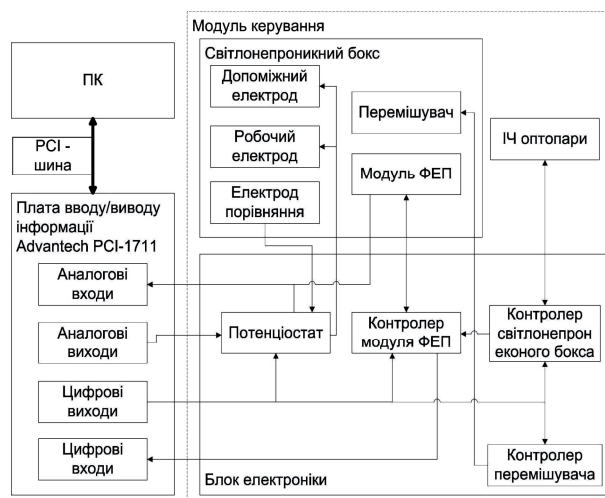 Модуль керування
Світлонепроникний бокс
ПК
Допоміжний
електрод
Перемішувач
РСІ -
шина
Робочий
електрод
ІЧ оптопари
Модуль ФЕП
Електрод
порівняння
Плата вводу/виводу
інформації
Advantech PCI-1711
Аналогові
входи
Аналогові
виходи
Потенціостат
Контролер
модуля ФЕП
Контролер
світлонепрон
еконого бокса
Цифрові
виходи
Цифрові
входи
Контролер
перемішувача
Блок електроніки